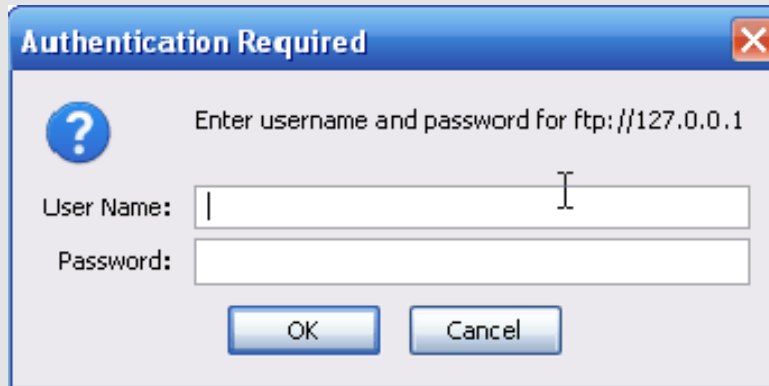 Authentication Required
Enter username and password for ftp://127.0.0.1
User Name:
Password:
OK Cancel